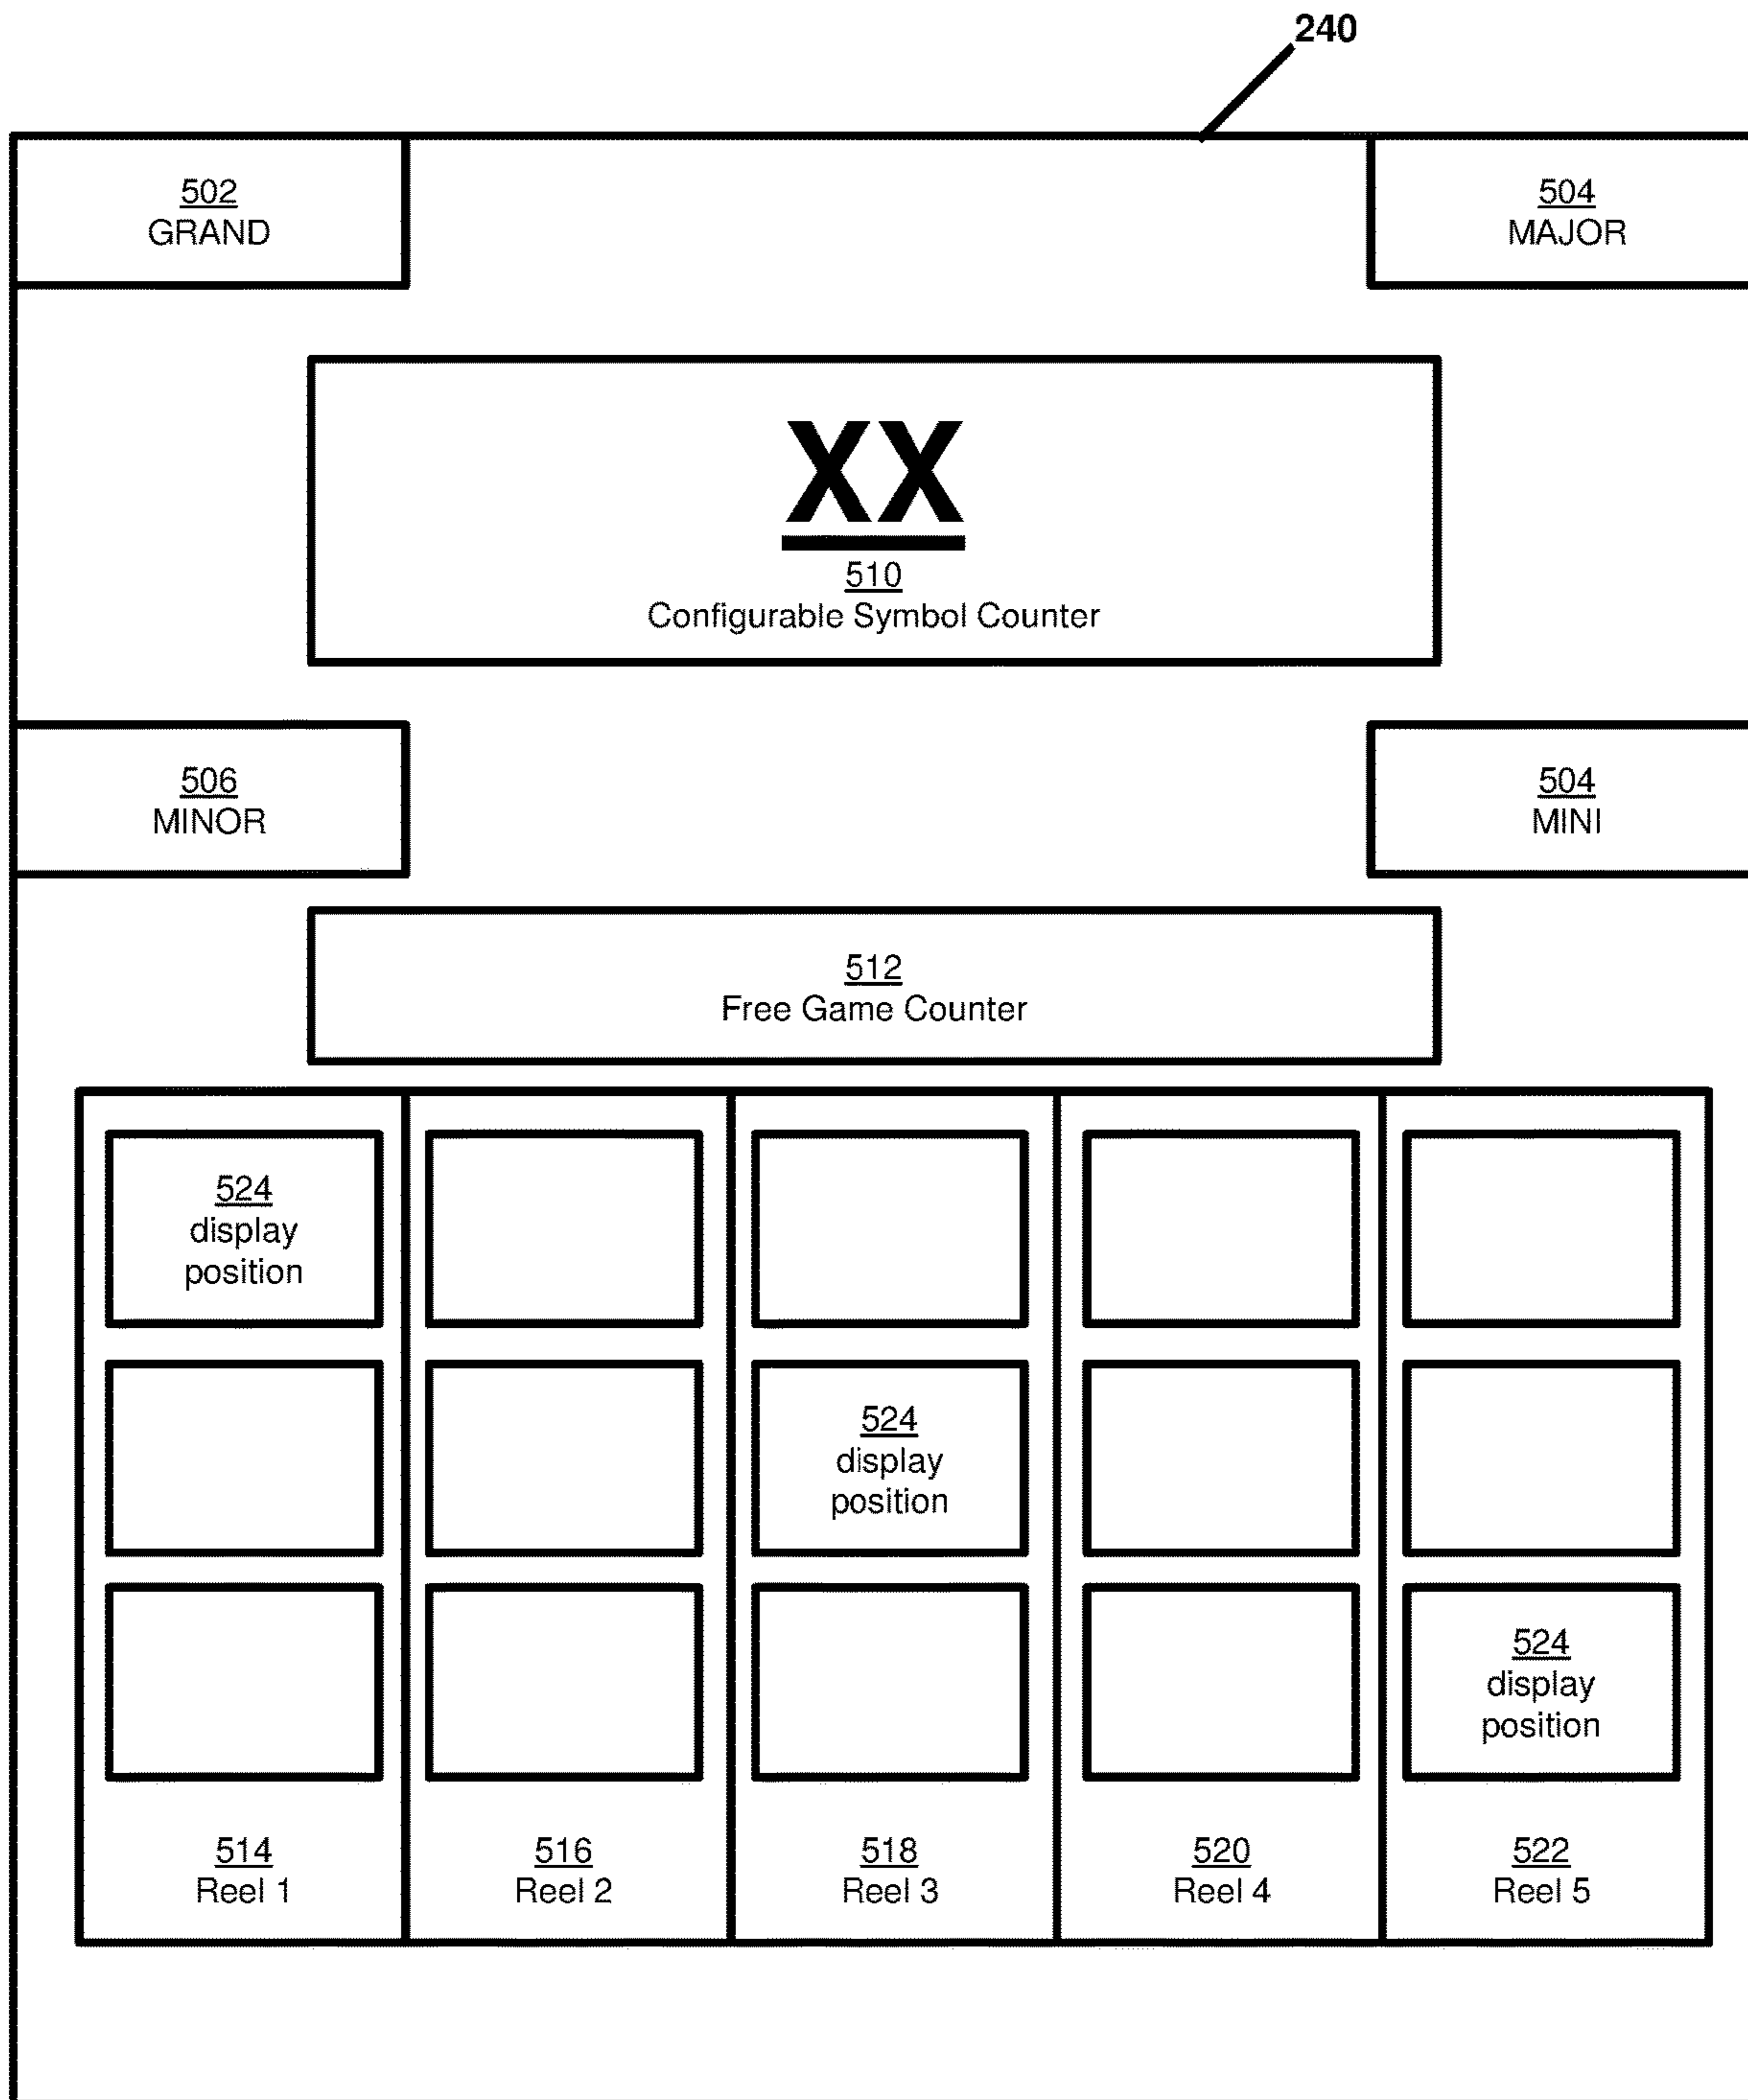 240
502
GRAND
504
MAJOR
XX
510
Configurable Symbol Counter
506
MINOR
504
MINI
512
Free Game Counter
524
display
position
524
display
position
524
display
position
514
Reel 1
516
Reel 2
518
Reel 3
520
Reel 4
522
Reel 5